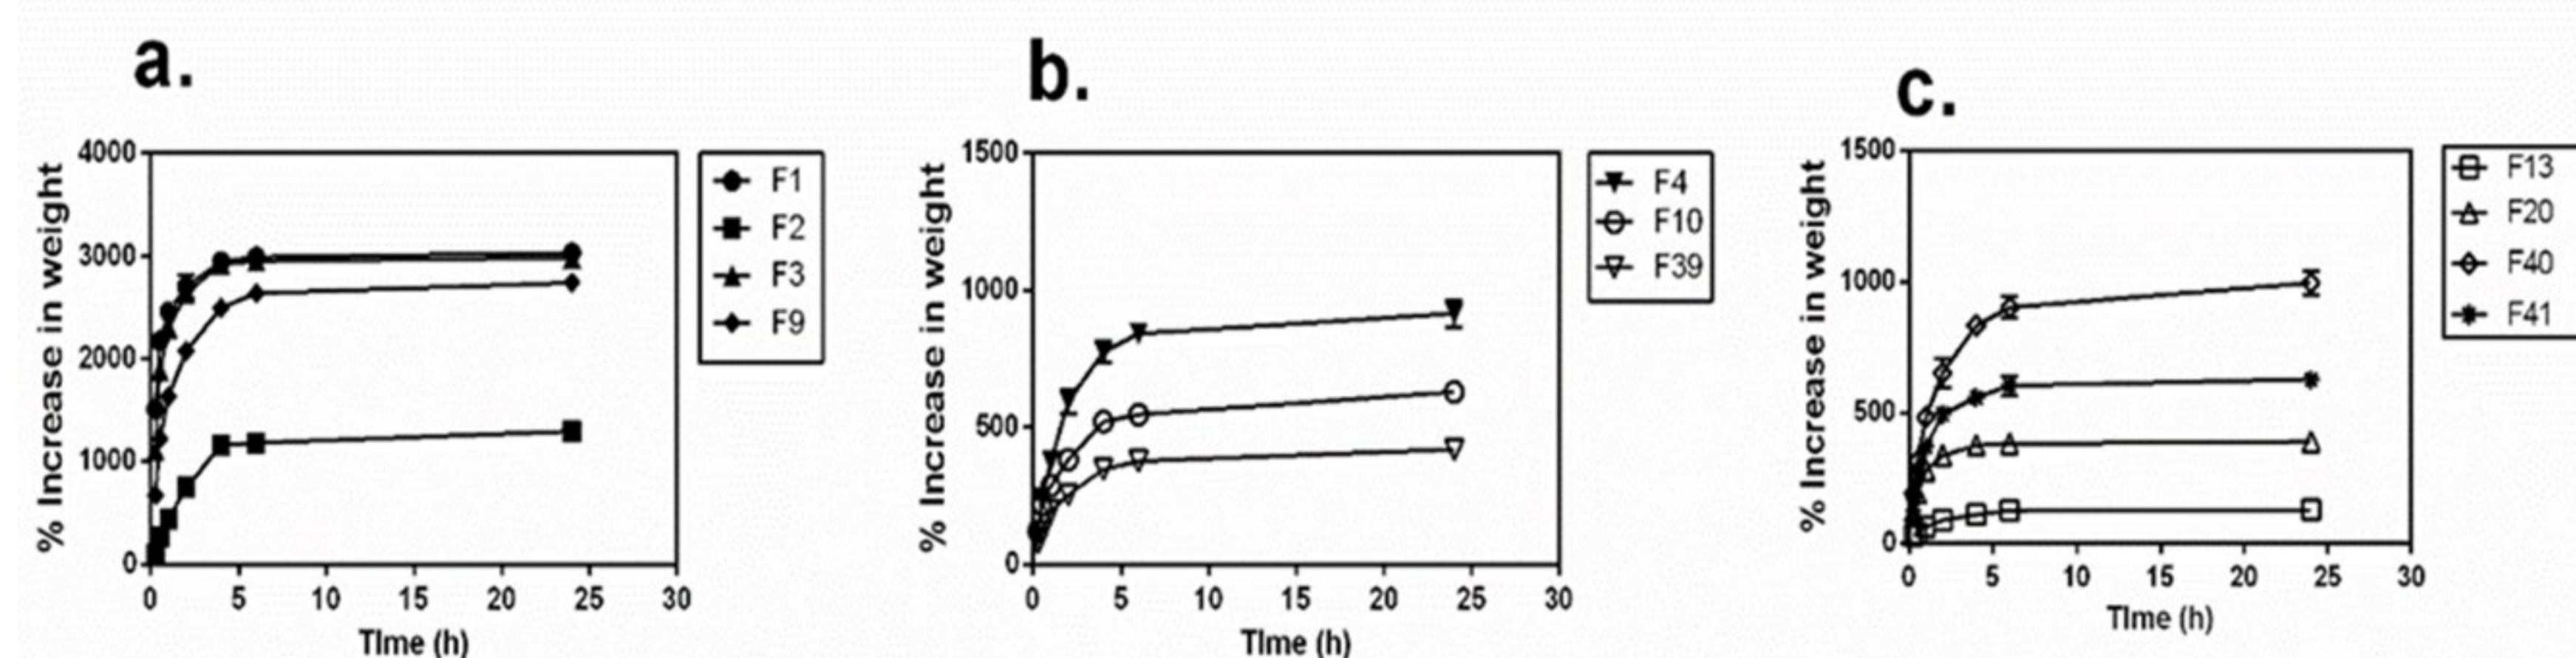 a.
% Increase in weight
4000
3000
2000
1000
0
0 5 10 15 20 25 30
TIme (h)
F1
F2
F3
F9
b.
% Increase in weight
1500
1000
500
0
0 5 10 15 20 25 30
TIme (h)
F4
F10
F39
c.
% Increase in weight
1500
1000
500
0
0 5 10 15 20 25 30
TIme (h)
F13
F20
F40
F41